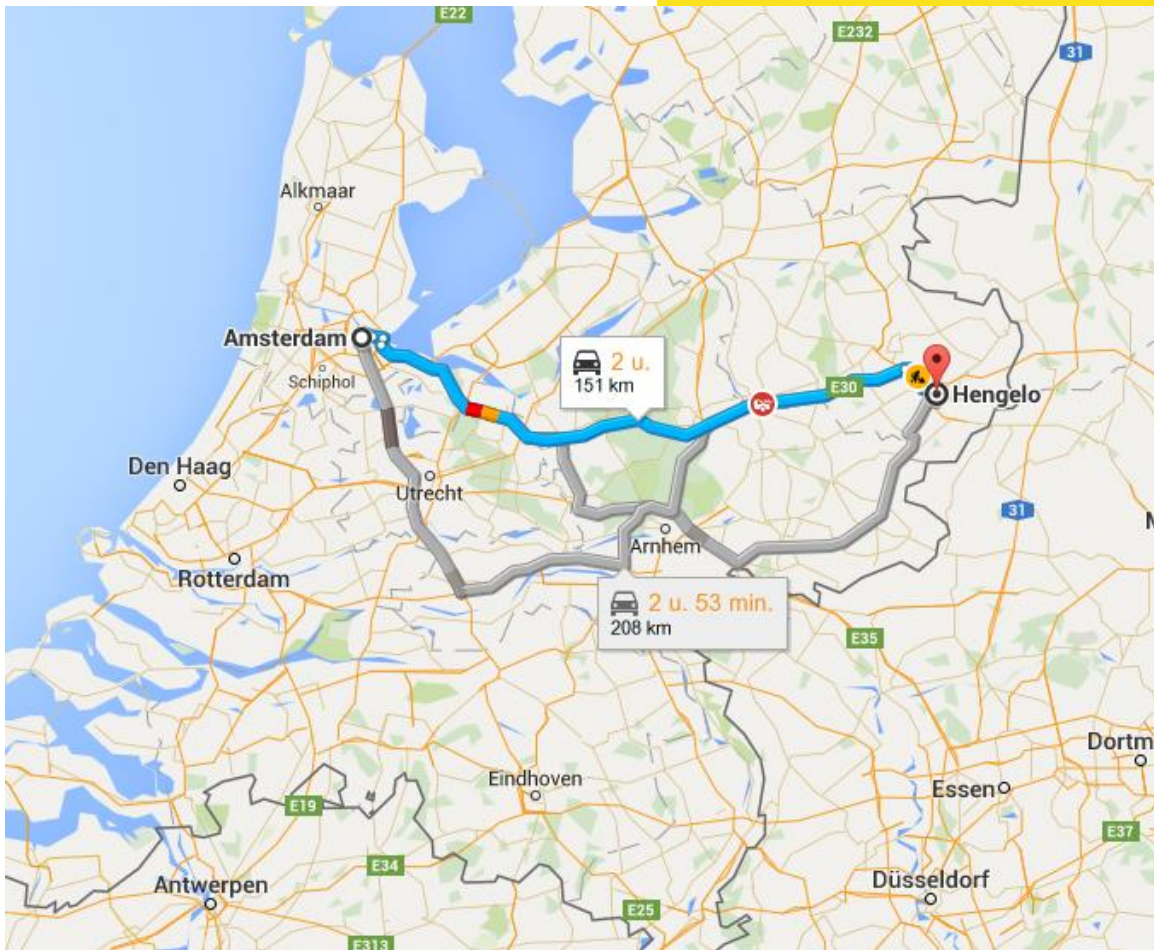 E22
E232
31
Alkmaar
Amsterdam
Schiphol
2 u.
151 km
E30
Hengelo
Den Haag
Utrecht
31
M
Arnhem
Rotterdam
2 u. 53 min.
208 km
E35
Dortm
Eindhoven
Essen
E19
E37
E34
Antwerpen
Düsseldorf
E25
E313